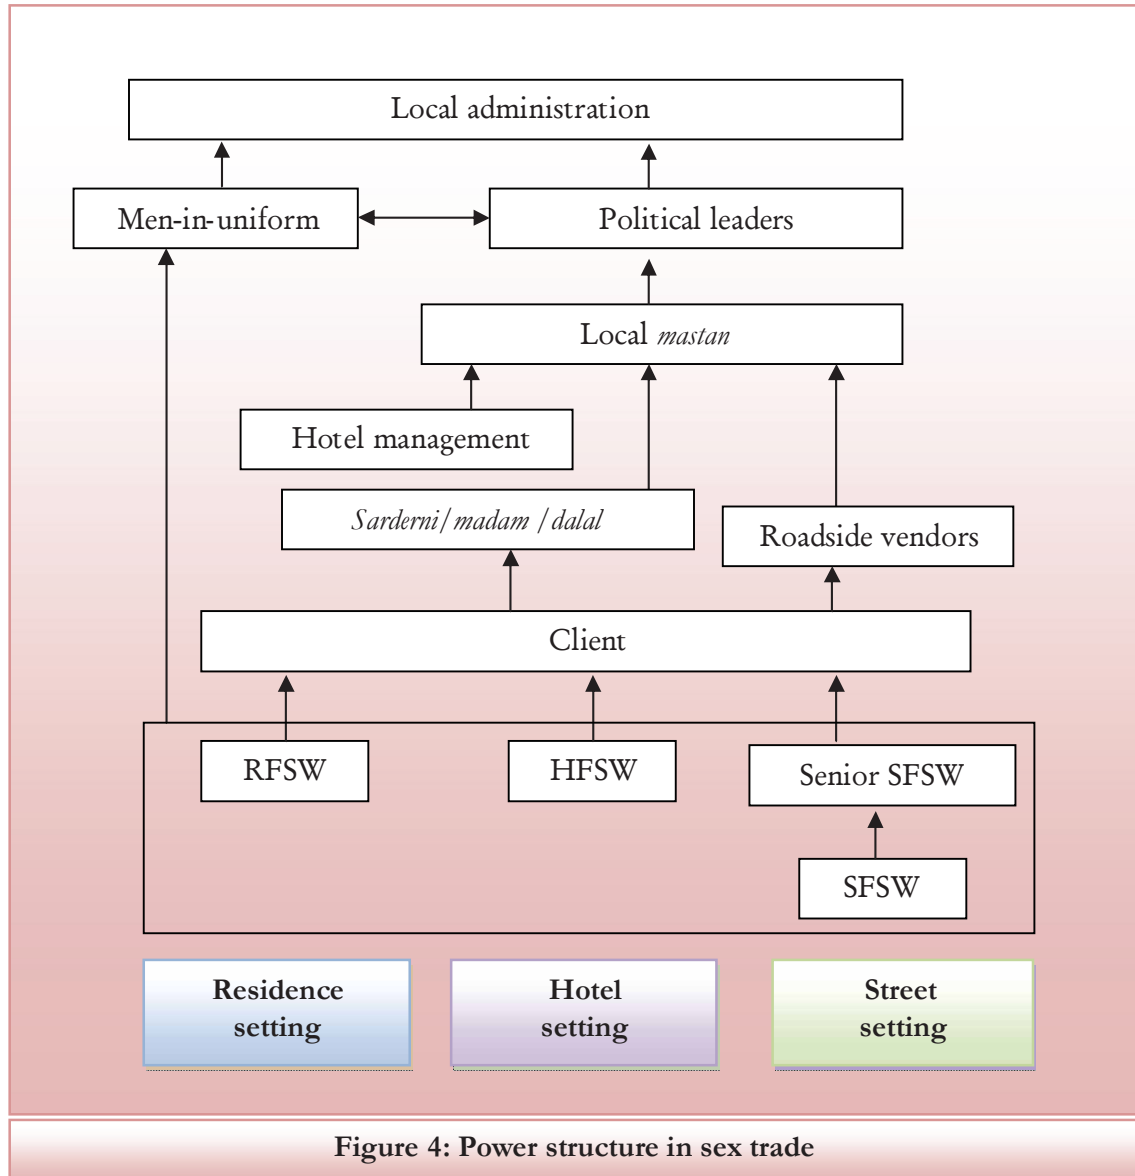 Local administration
Men-in-uniform
Political leaders
Local mastan
Hotel management
Sarderni/madam /dalal
Roadside vendors
Client
RFSW
HFSW
Senior SFSW
SFSW
Residence
setting
Hotel
setting
Street
setting
Figure 4: Power structure in sex trade